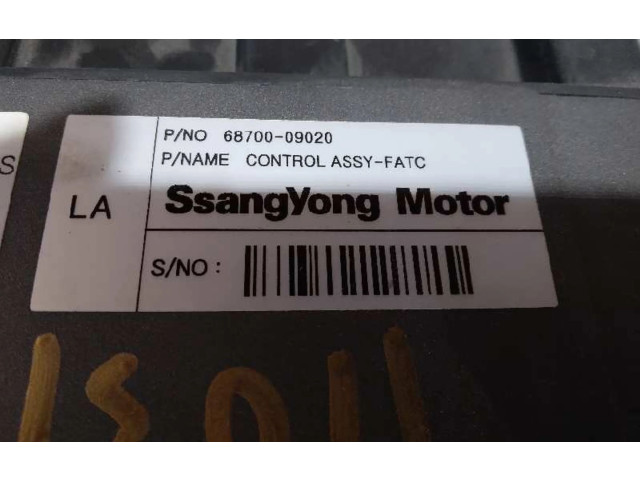 P/NO 68700-09020
P/NAME CONTROL ASSY-FATC
LA
SsangYong Motor
S/NO :
S